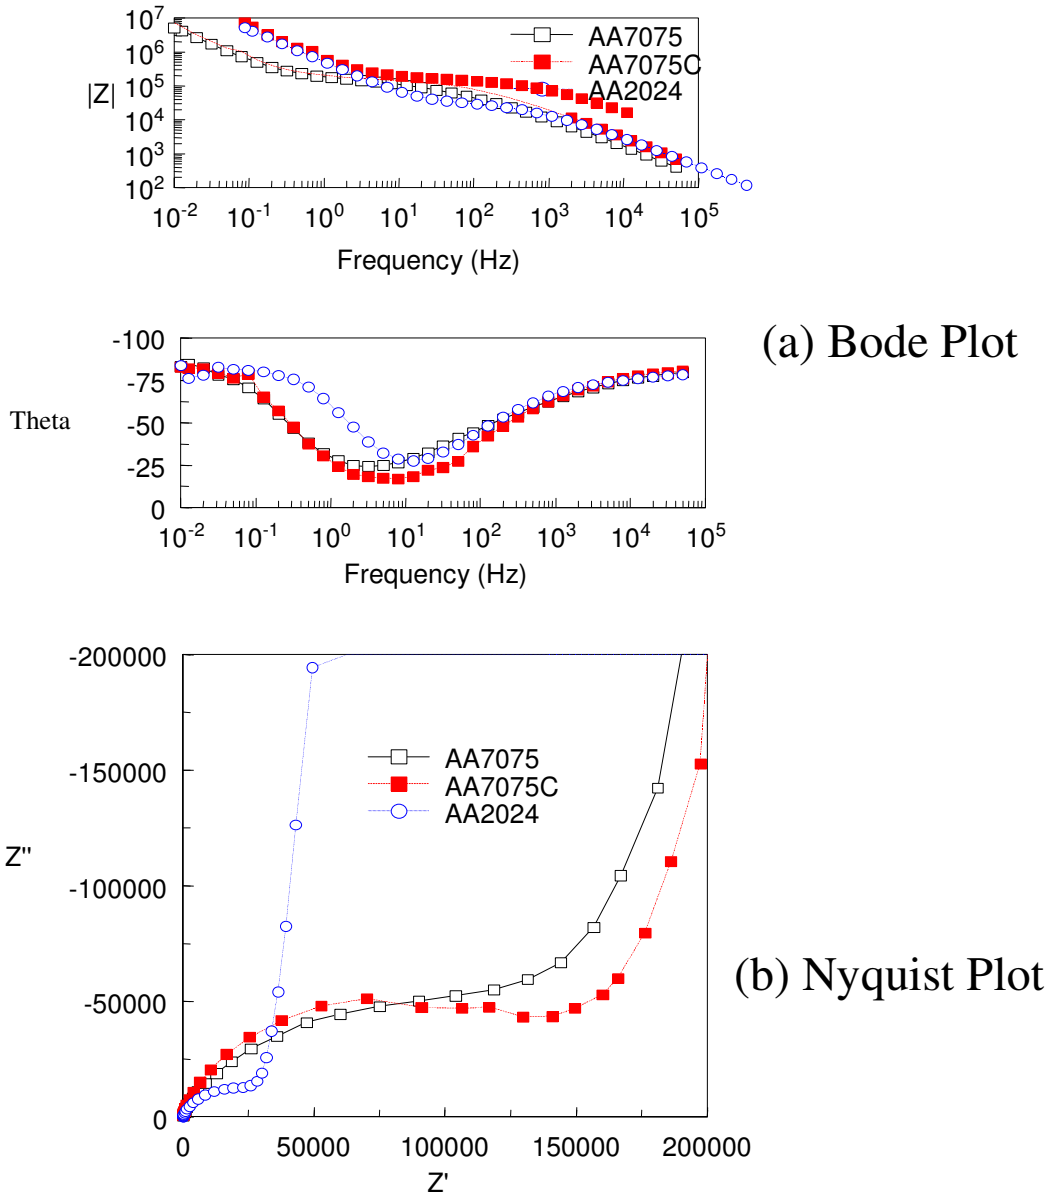 10^7
10^6
10^5
10^4
10^3
10^2
|Z|
AA7075
AA7075C
AA2024
10^-2 10^-1 10^0 10^1 10^2 10^3 10^4 10^5
Frequency (Hz)
(a) Bode Plot
-100
-75
-50
-25
0
Theta
10^-2 10^-1 10^0 10^1 10^2 10^3 10^4 10^5
Frequency (Hz)
-200000
-150000
-100000
-50000
0
Z''
AA7075
AA7075C
AA2024
(b) Nyquist Plot
0 50000 100000 150000 200000
Z'